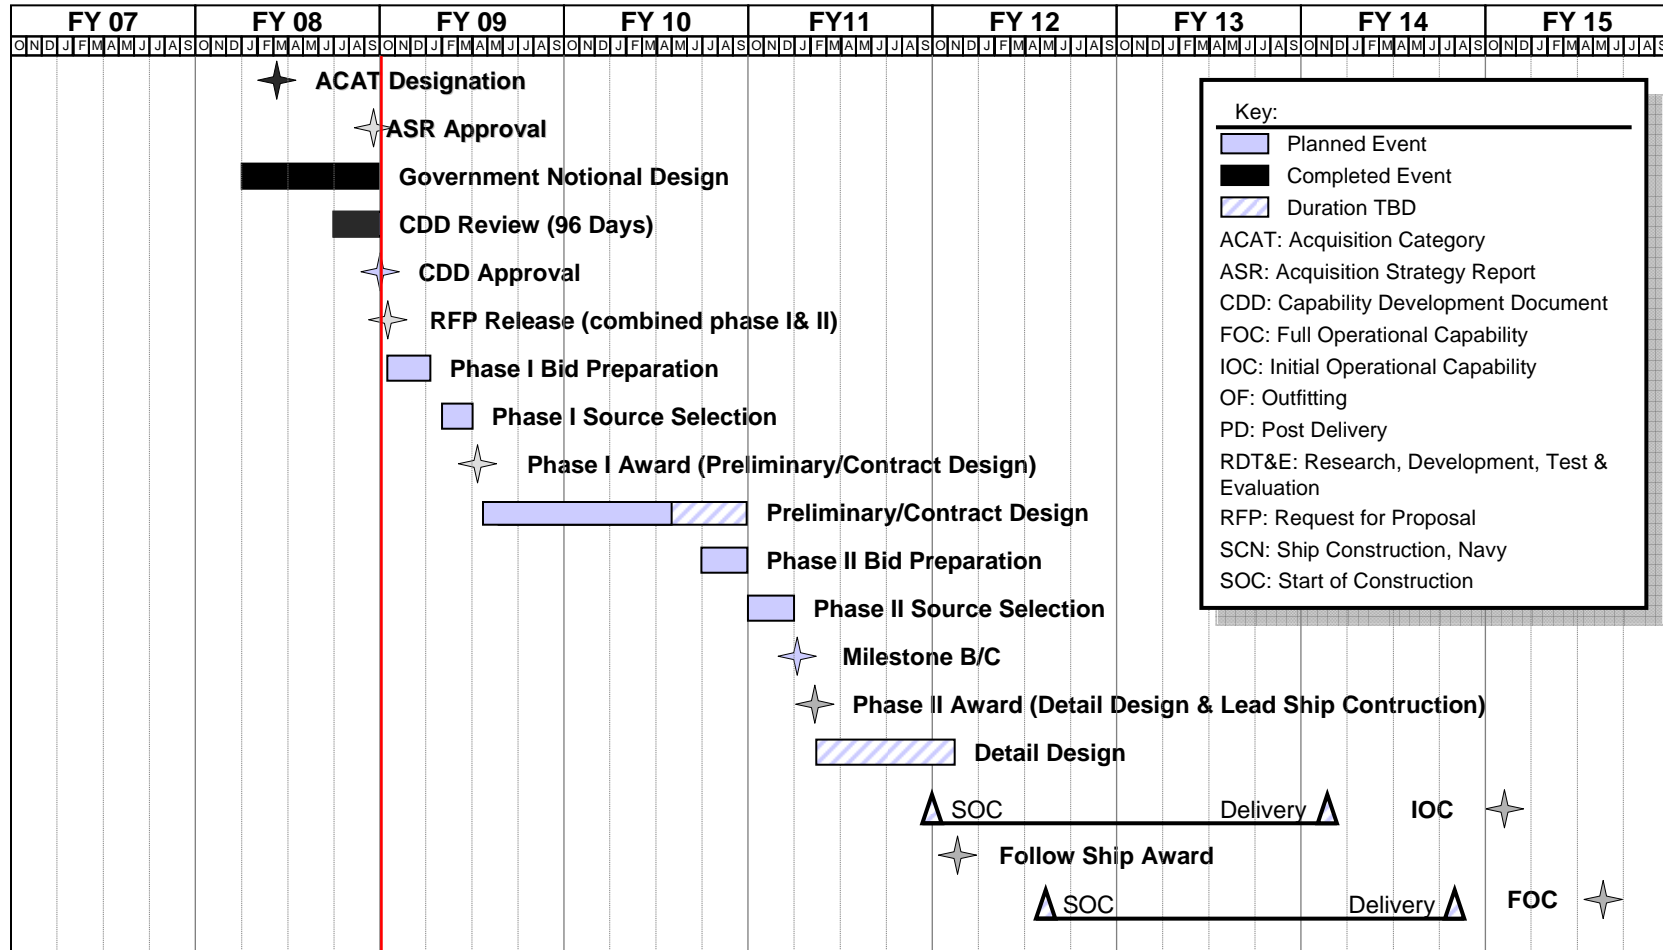 FY 07 FY 08 FY 09 FY 10 FY11 FY 12 FY 13 FY 14 FY 15
O N D J F M A M J J A S O N D J F M A M J J A S O N D J F M A M J J A S O N D J F M A M J J A S O N D J F M A M J J A S O N D J F M A M J J A S O N D J F M A M J J A S O N D J F M A M J J A S O N D J F M A M J J A S
ACAT Designation
ASR Approval
Government Notional Design
CDD Review (96 Days)
CDD Approval
RFP Release (combined phase I& II)
Phase I Bid Preparation
Phase I Source Selection
Phase I Award (Preliminary/Contract Design)
Preliminary/Contract Design
Phase II Bid Preparation
Phase II Source Selection
Milestone B/C
Phase II Award (Detail Design & Lead Ship Contruction)
Detail Design
SOC Delivery IOC
Follow Ship Award
SOC Delivery FOC
Key:
Planned Event
Completed Event
Duration TBD
ACAT: Acquisition Category
ASR: Acquisition Strategy Report
CDD: Capability Development Document
FOC: Full Operational Capability
IOC: Initial Operational Capability
OF: Outfitting
PD: Post Delivery
RDT&E: Research, Development, Test &
Evaluation
RFP: Request for Proposal
SCN: Ship Construction, Navy
SOC: Start of Construction